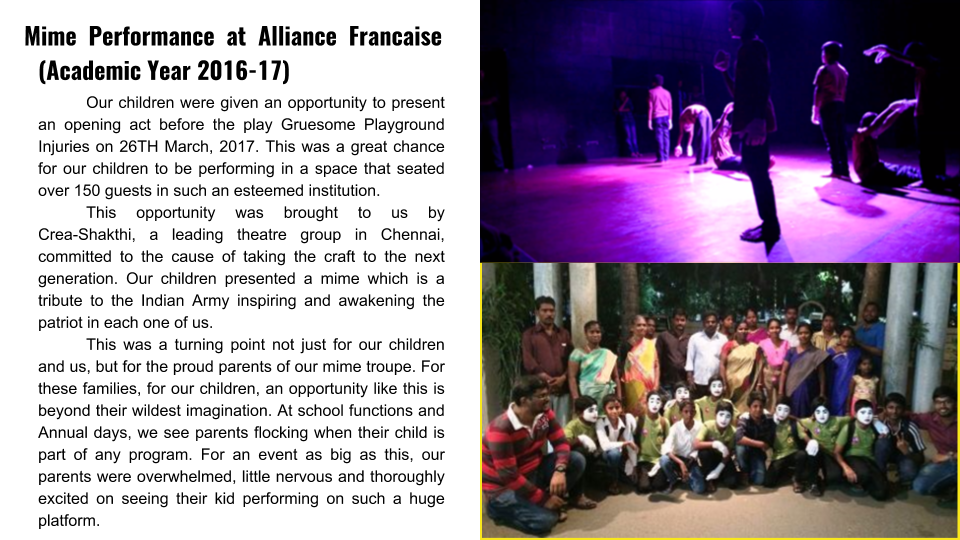 Mime Performance at Alliance Francaise
(Academic Year 2016-17)
Our children were given an opportunity to present
an opening act before the play Gruesome Playground
Injuries on 26TH March, 2017. This was a great chance
for our children to be performing in a space that seated
over 150 guests in such an esteemed institution.
This opportunity was brought to us by
Crea-Shakthi, a leading theatre group in Chennai,
committed to the cause of taking the craft to the next
generation. Our children presented a mime which is a
tribute to the Indian Army inspiring and awakening the
patriot in each one of us.
This was a turning point not just for our children
and us, but for the proud parents of our mime troupe. For
these families, for our children, an opportunity like this is
beyond their wildest imagination. At school functions and
Annual days, we see parents flocking when their child is
part of any program. For an event as big as this, our
parents were overwhelmed, little nervous and thoroughly
excited on seeing their kid performing on such a huge
platform.